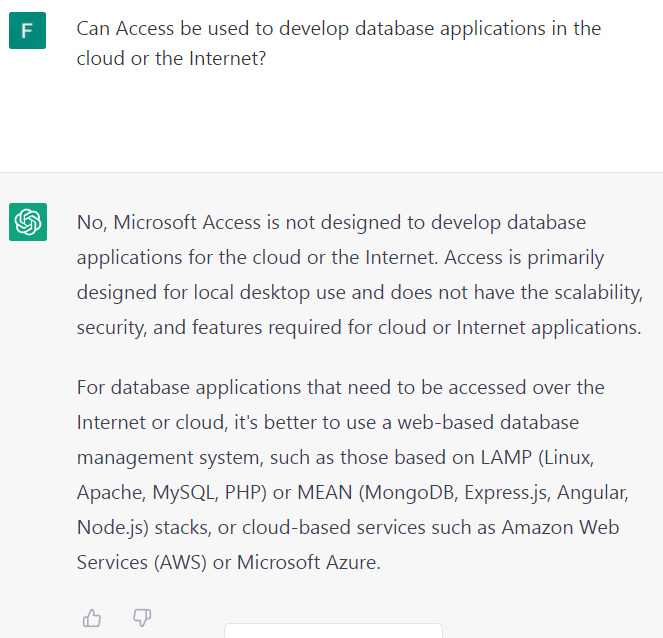 F
Can Access be used to develop database applications in the
cloud or the Internet?
No, Microsoft Access is not designed to develop database
applications for the cloud or the Internet. Access is primarily
designed for local desktop use and does not have the scalability,
security, and features required for cloud or Internet applications.
For database applications that need to be accessed over the
Internet or cloud, it's better to use a web-based database
management system, such as those based on LAMP (Linux,
Apache, MySQL, PHP) or MEAN (MongoDB, Express.js, Angular,
Node.js) stacks, or cloud-based services such as Amazon Web
Services (AWS) or Microsoft Azure.